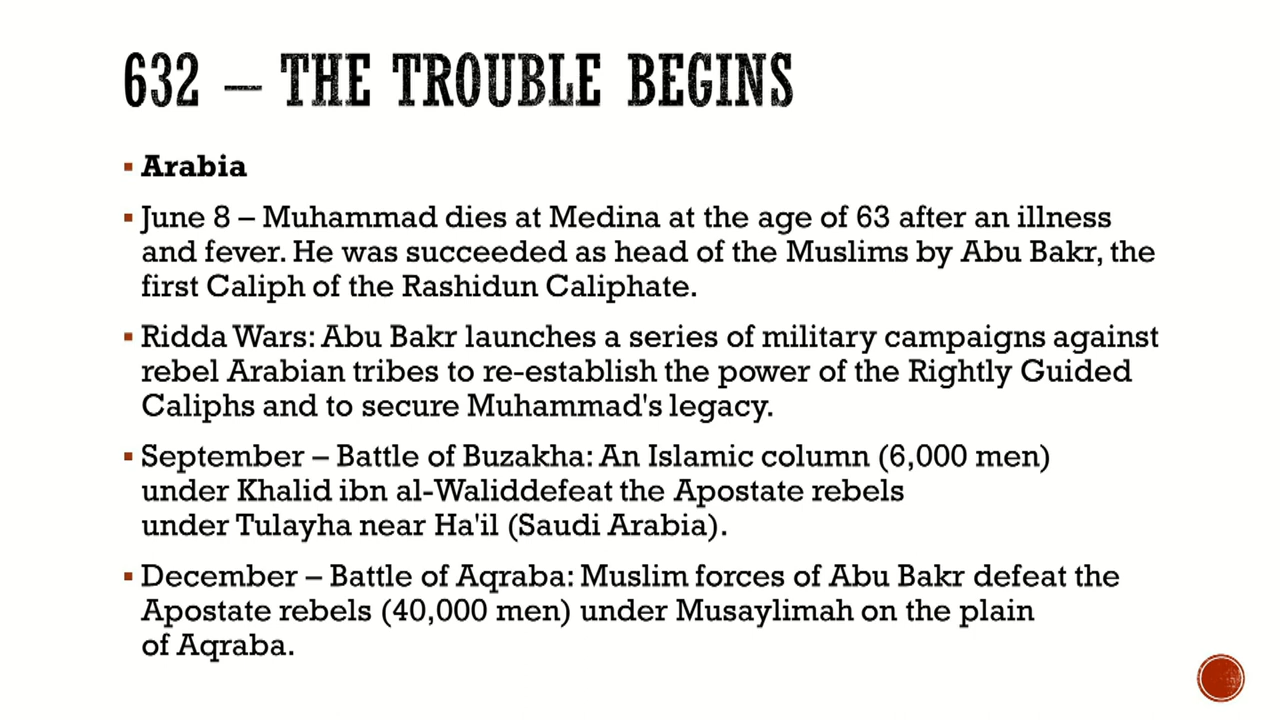 632 – THE TROUBLE BEGINS
▪ Arabia
▪ June 8 – Muhammad dies at Medina at the age of 63 after an illness
and fever. He was succeeded as head of the Muslims by Abu Bakr, the
first Caliph of the Rashidun Caliphate.
▪ Ridda Wars: Abu Bakr launches a series of military campaigns against
rebel Arabian tribes to re-establish the power of the Rightly Guided
Caliphs and to secure Muhammad's legacy.
▪ September – Battle of Buzakha: An Islamic column (6,000 men)
under Khalid ibn al-Waliddefeat the Apostate rebels
under Tulayha near Ha'il (Saudi Arabia).
▪ December – Battle of Aqraba: Muslim forces of Abu Bakr defeat the
Apostate rebels (40,000 men) under Musaylimah on the plain
of Aqraba.